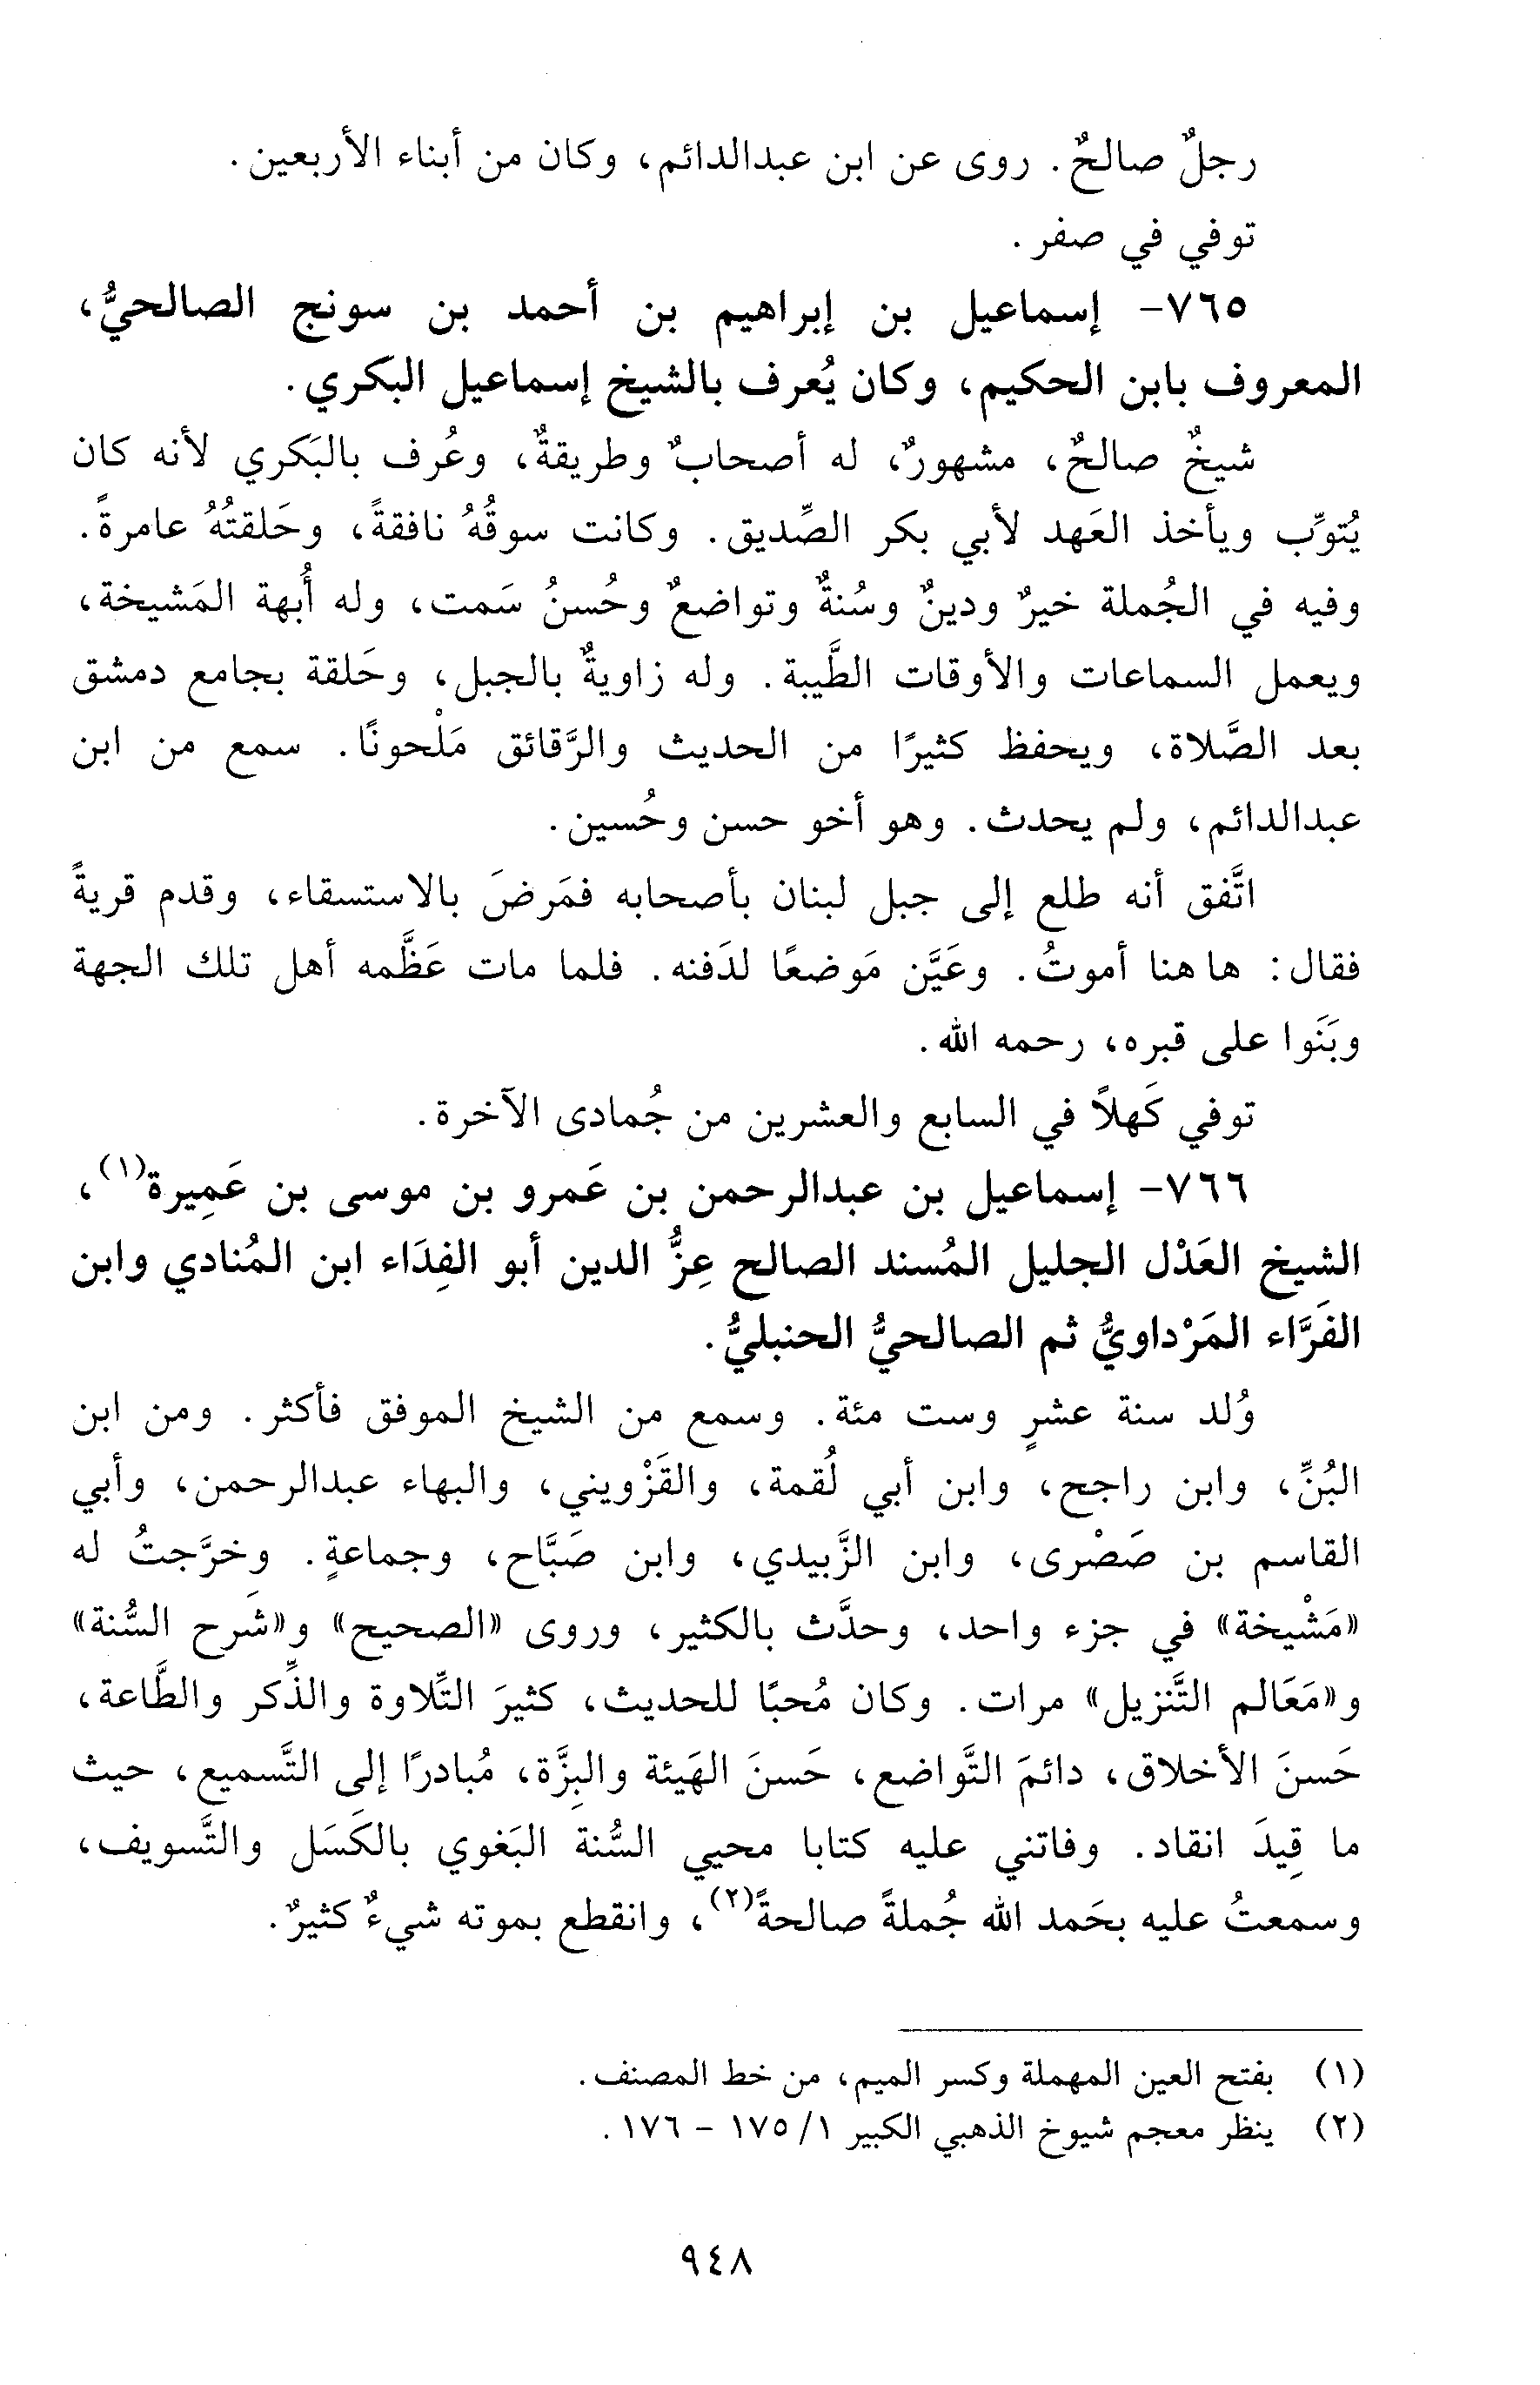 رجلٌ صالحٌ. روى عن ابن عبدالدائم، وكان من أبناء الأربعين.
توفي في صفر.
٧٦٥- إسماعيل بن إبراهيم بن أحمد بن سونج الصالحيُّ،
المعروف بابن الحكيم، وكان يُعرف بالشيخ إسماعيل البكري.
شيخٌ صالحٌ، مشهورٌ، له أصحابٌ وطريقةٌ، وعُرف بالبَكري لأنه كان
يُتوِّب ويأخذ العَهد لأبي بكر الصِّديق. وكانت سوقُهُ نافقةً، وحَلقتُهُ عامرةً.
وفيه في الجُملة خيرٌ ودينٌ وسُنةٌ وتواضعٌ وحُسنُ سَمت، وله أُبهة المَشيخة،
ويعمل السماعات والأوقات الطَّيبة. وله زاويةٌ بالجبل، وحَلقة بجامع دمشق
بعد الصَّلاة، ويحفظ كثيرًا من الحديث والرَّقائق مَلْحونًا. سمع من ابن
عبدالدائم، ولم يحدث. وهو أخو حسن وحُسين.
اتَّفق أنه طلع إلى جبل لبنان بأصحابه فمَرضَ بالاستسقاء، وقدم قريةً
فقال: ها هنا أموتُ. وعَيَّن مَوضعًا لدَفنه. فلما مات عَظَّمه أهل تلك الجهة
وبَنَوا على قبره، رحمه الله.
توفي كَهلاً في السابع والعشرين من جُمادى الآخرة.
٧٦٦- إسماعيل بن عبدالرحمن بن عَمرو بن موسى بن عَمِيرة(١)،
الشيخ العَدْل الجليل المُسند الصالح عِزُّ الدين أبو الفِدَاء ابن المُنادي وابن
الفَرَّاء المَرْداويُّ ثم الصالحيُّ الحنبليُّ.
وُلد سنة عشرٍ وست مئة. وسمع من الشيخ الموفق فأكثر. ومن ابن
البُنِّ، وابن راجح، وابن أبي لُقمة، والقَزْويني، والبهاء عبدالرحمن، وأبي
القاسم بن صَصْرى، وابن الزَّبيدي، وابن صَبَّاح، وجماعةٍ. وخرَّجتُ له
«مَشْيخة» في جزء واحد، وحدَّث بالكثير، وروى «الصحيح» و«شَرح السُّنة»
و«مَعَالم التَّنزيل» مرات. وكان مُحبًا للحديث، كثيرَ التِّلاوة والذِّكر والطَّاعة،
حَسنَ الأخلاق، دائمَ التَّواضع، حَسنَ الهَيئة والبِزَّة، مُبادرًا إلى التَّسميع، حيث
ما قِيدَ انقاد. وفاتني عليه كتابا محيي السُّنة البَغوي بالكَسَل والتَّسويف،
وسمعتُ عليه بحَمد الله جُملةً صالحةً(٢)، وانقطع بموته شيءٌ كثيرٌ.
(١) بفتح العين المهملة وكسر الميم، من خط المصنف.
(٢) ينظر معجم شيوخ الذهبي الكبير ١/ ١٧٥ - ١٧٦.
٩٤٨